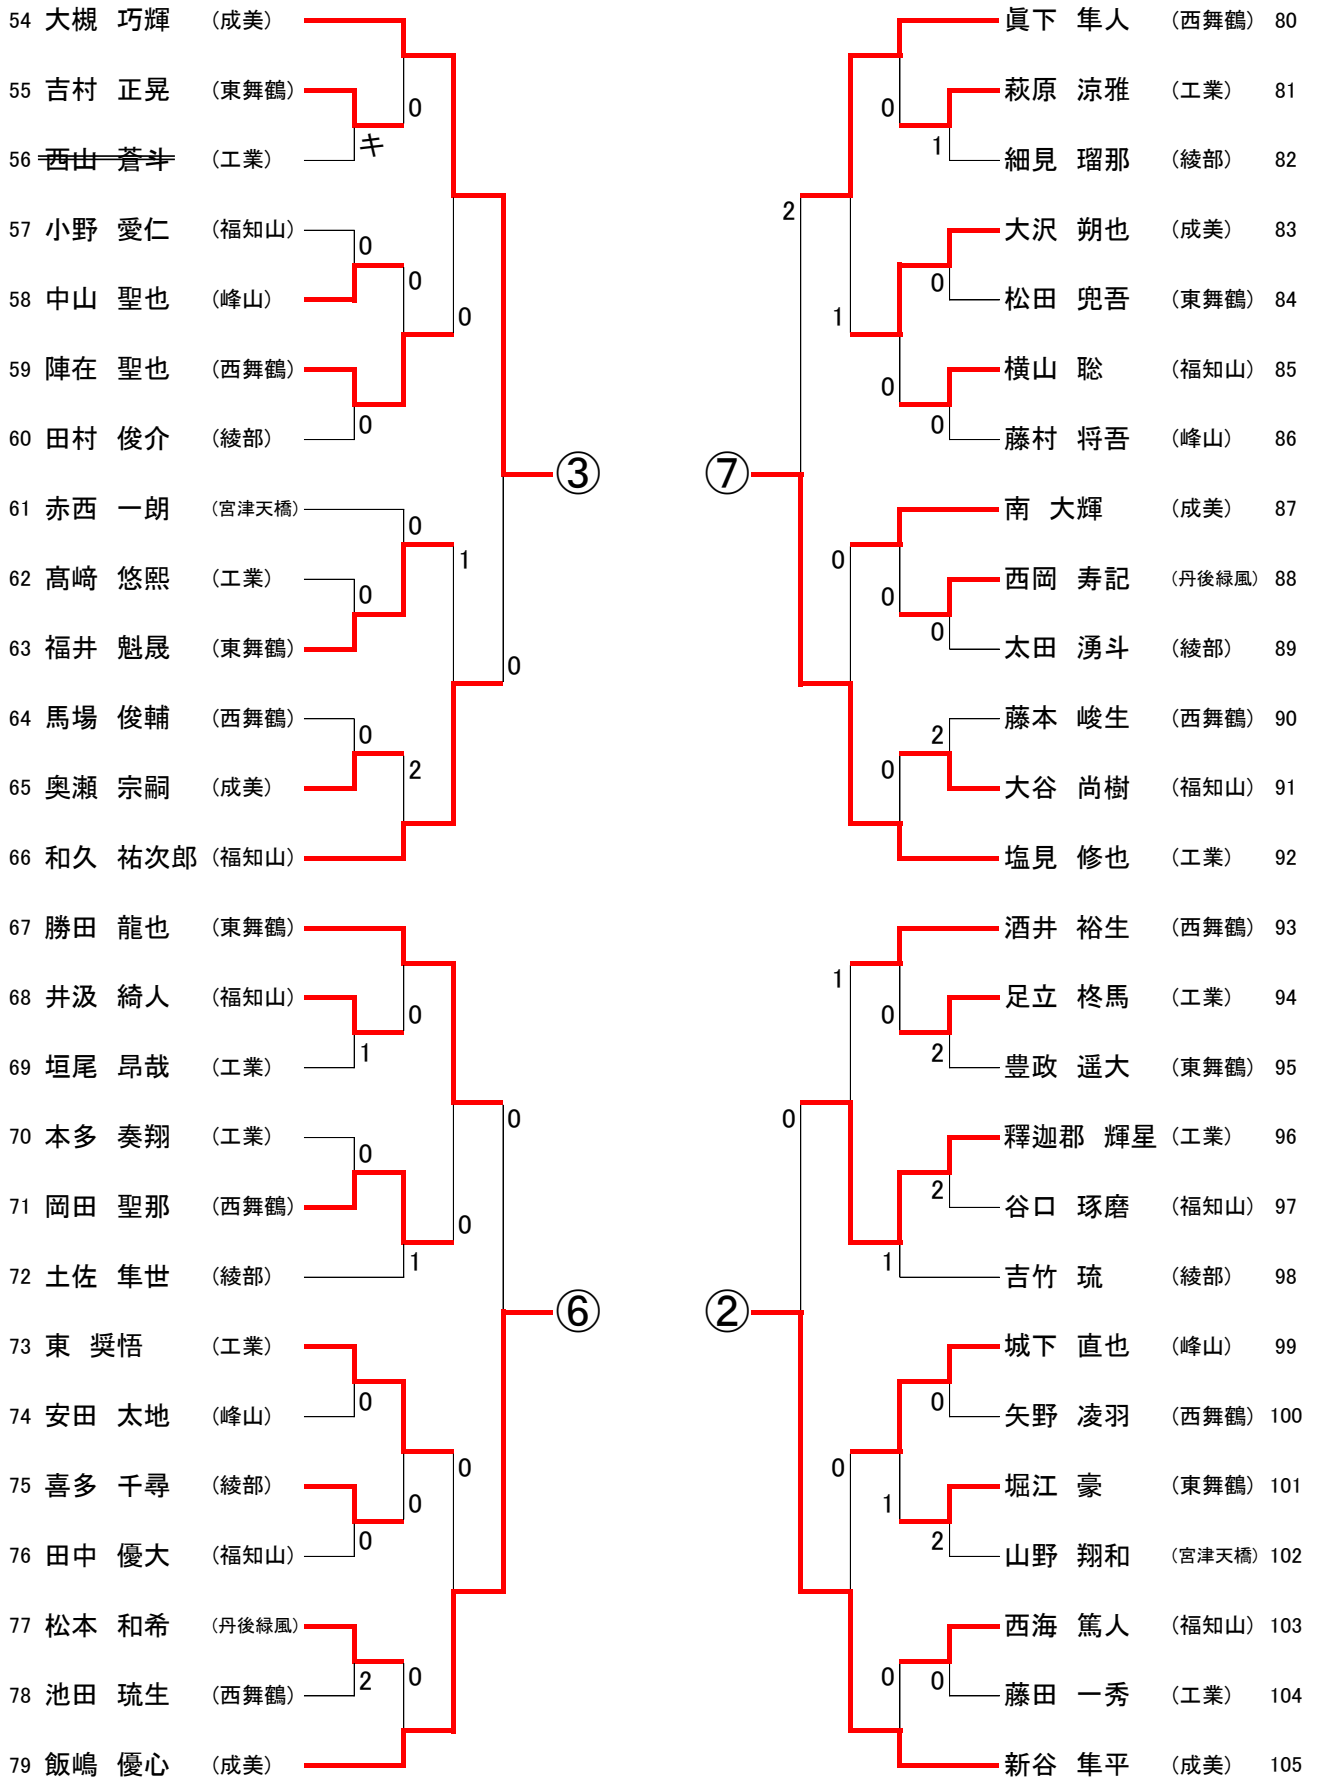 54 大槻 巧輝 (成美)
55 吉村 正晃 (東舞鶴)
0
キ
56 西山 蒼斗 (工業)
57 小野 愛仁 (福知山)
0
0
58 中山 聖也 (峰山)
0
59 陣在 聖也 (西舞鶴)
0
60 田村 俊介 (綾部)
③
61 赤西 一朗 (宮津天橋)
0
1
62 髙﨑 悠熙 (工業)
0
63 福井 魁晟 (東舞鶴)
0
64 馬場 俊輔 (西舞鶴)
0
2
65 奥瀬 宗嗣 (成美)
66 和久 祐次郎 (福知山)
67 勝田 龍也 (東舞鶴)
68 井汲 綺人 (福知山)
0
1
69 垣尾 昂哉 (工業)
0
70 本多 奏翔 (工業)
0
71 岡田 聖那 (西舞鶴)
0
1
72 土佐 隼世 (綾部)
⑥
73 東 奨悟 (工業)
0
74 安田 太地 (峰山)
0
75 喜多 千尋 (綾部)
0
0
76 田中 優大 (福知山)
77 松本 和希 (丹後緑風)
2
0
78 池田 琉生 (西舞鶴)
79 飯嶋 優心 (成美)
眞下 隼人 (西舞鶴) 80
萩原 涼雅 (工業) 81
0
1
細見 瑠那 (綾部) 82
2
大沢 朔也 (成美) 83
0
松田 兜吾 (東舞鶴) 84
1
横山 聡 (福知山) 85
0
0
藤村 将吾 (峰山) 86
⑦
南 大輝 (成美) 87
0
西岡 寿記 (丹後緑風) 88
0
0
太田 湧斗 (綾部) 89
藤本 峻生 (西舞鶴) 90
2
0
大谷 尚樹 (福知山) 91
塩見 修也 (工業) 92
酒井 裕生 (西舞鶴) 93
1
足立 柊馬 (工業) 94
0
2
豊政 遥大 (東舞鶴) 95
0
釋迦郡 輝星 (工業) 96
2
谷口 琢磨 (福知山) 97
1
吉竹 琉 (綾部) 98
②
城下 直也 (峰山) 99
0
矢野 凌羽 (西舞鶴) 100
0
堀江 豪 (東舞鶴) 101
1
2
山野 翔和 (宮津天橋) 102
西海 篤人 (福知山) 103
0
0
藤田 一秀 (工業) 104
新谷 隼平 (成美) 105